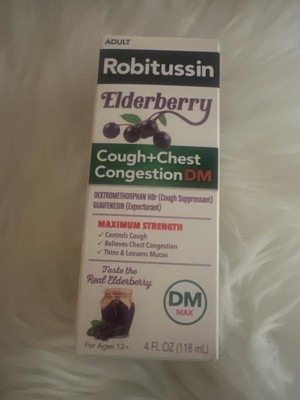 ADULT
Robitussin
Elderberry
Cough+Chest
Congestion DM
DEXTROMETHORPHAN HBr (Cough Suppressant)
GUAIFENESIN (Expectorant)
MAXIMUM STRENGTH
✓ Controls Cough
✓ Relieves Chest Congestion
✓ Thins & Loosens Mucus
Taste the
Real Elderberry
DM
MAX
For Ages 12+
4 FL OZ (118 mL)